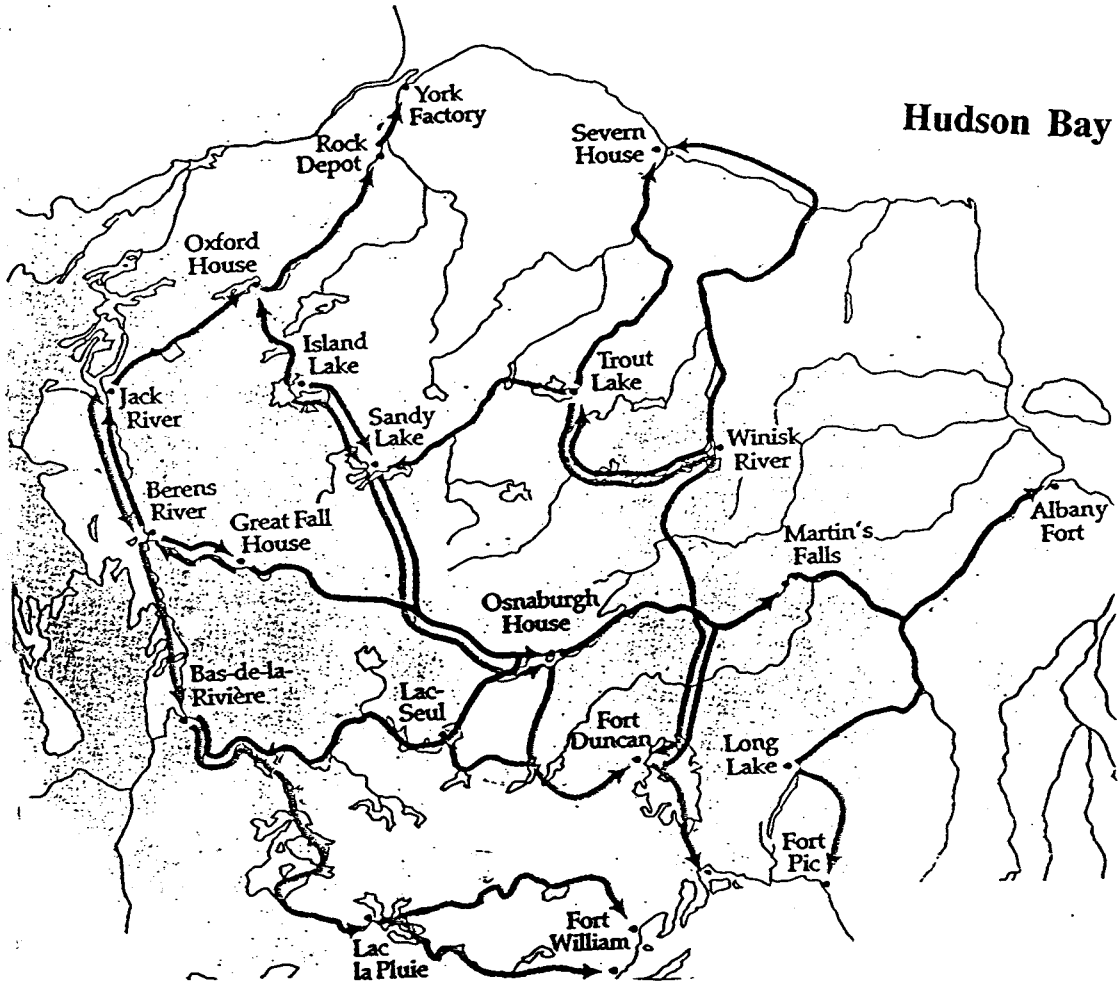 York
Factory
Hudson Bay
Severn
House
Rock
Depot
Oxford
House
Island
Lake
Trout
Lake
Jack
River
Sandy
Lake
Winisk
River
Berens
River
Great Fall
House
Albany
Fort
Martin's
Falls
Osnaburgh
House
Bas-de-la-
Rivière
Lac-
Seul
Fort
Duncan
Long
Lake
Fort
Pic
Fort
William
Lac
la Pluie